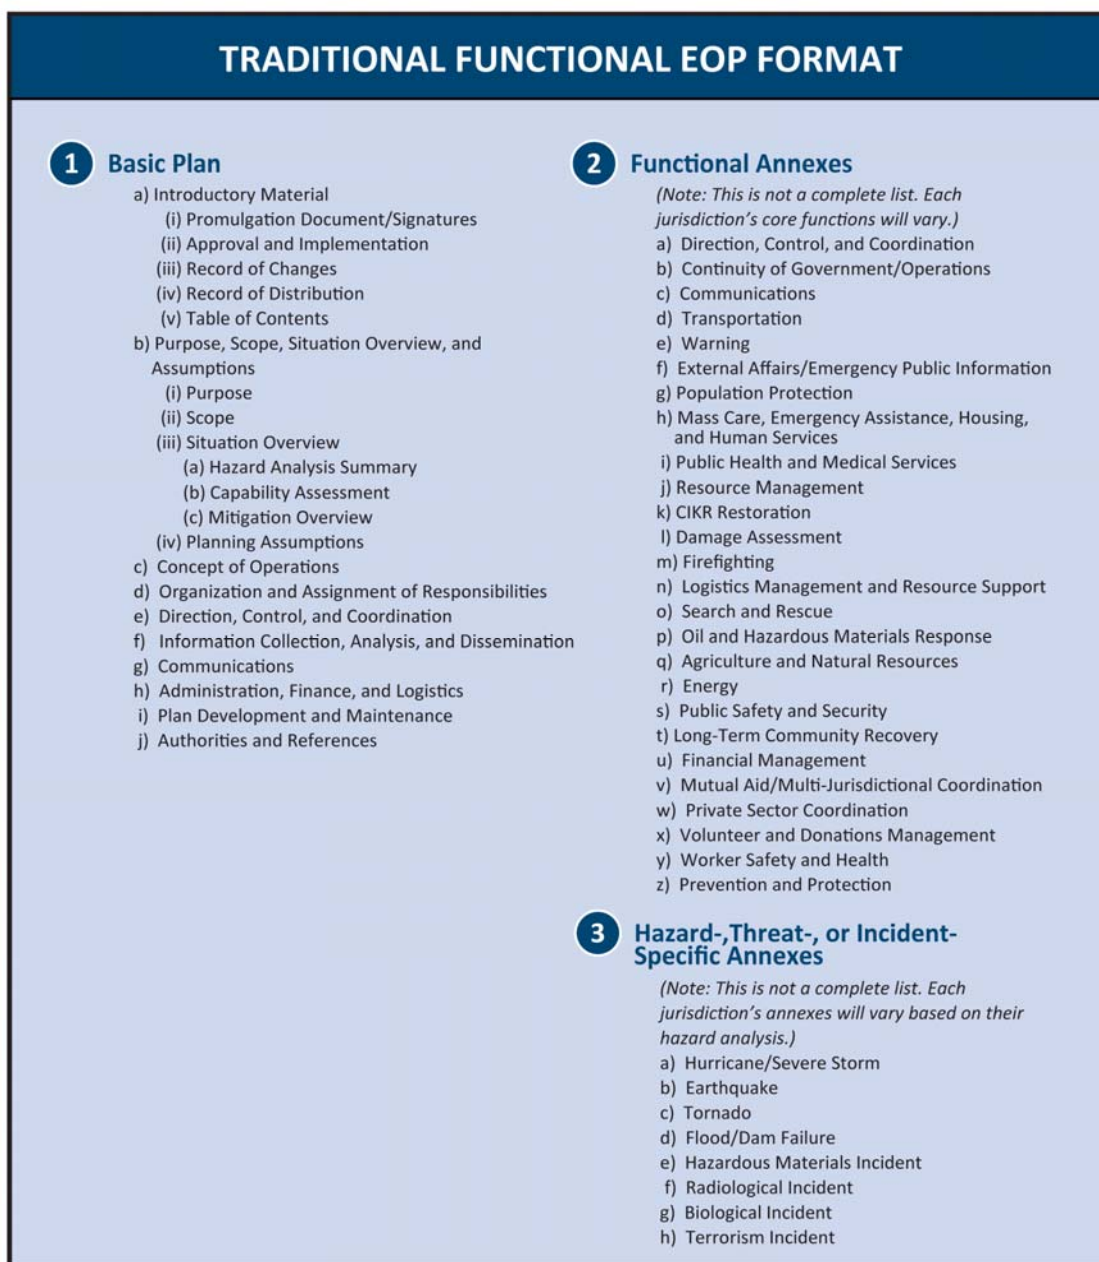 TRADITIONAL FUNCTIONAL EOP FORMAT
1 Basic Plan
a) Introductory Material
(i) Promulgation Document/Signatures
(ii) Approval and Implementation
(iii) Record of Changes
(iv) Record of Distribution
(v) Table of Contents
b) Purpose, Scope, Situation Overview, and
Assumptions
(i) Purpose
(ii) Scope
(iii) Situation Overview
(a) Hazard Analysis Summary
(b) Capability Assessment
(c) Mitigation Overview
(iv) Planning Assumptions
c) Concept of Operations
d) Organization and Assignment of Responsibilities
e) Direction, Control, and Coordination
f) Information Collection, Analysis, and Dissemination
g) Communications
h) Administration, Finance, and Logistics
i) Plan Development and Maintenance
j) Authorities and References
2 Functional Annexes
(Note: This is not a complete list. Each
jurisdiction’s core functions will vary.)
a) Direction, Control, and Coordination
b) Continuity of Government/Operations
c) Communications
d) Transportation
e) Warning
f) External Affairs/Emergency Public Information
g) Population Protection
h) Mass Care, Emergency Assistance, Housing,
and Human Services
i) Public Health and Medical Services
j) Resource Management
k) CIKR Restoration
l) Damage Assessment
m) Firefighting
n) Logistics Management and Resource Support
o) Search and Rescue
p) Oil and Hazardous Materials Response
q) Agriculture and Natural Resources
r) Energy
s) Public Safety and Security
t) Long-Term Community Recovery
u) Financial Management
v) Mutual Aid/Multi-Jurisdictional Coordination
w) Private Sector Coordination
x) Volunteer and Donations Management
y) Worker Safety and Health
z) Prevention and Protection
3 Hazard-,Threat-, or Incident-
Specific Annexes
(Note: This is not a complete list. Each
jurisdiction’s annexes will vary based on their
hazard analysis.)
a) Hurricane/Severe Storm
b) Earthquake
c) Tornado
d) Flood/Dam Failure
e) Hazardous Materials Incident
f) Radiological Incident
g) Biological Incident
h) Terrorism Incident